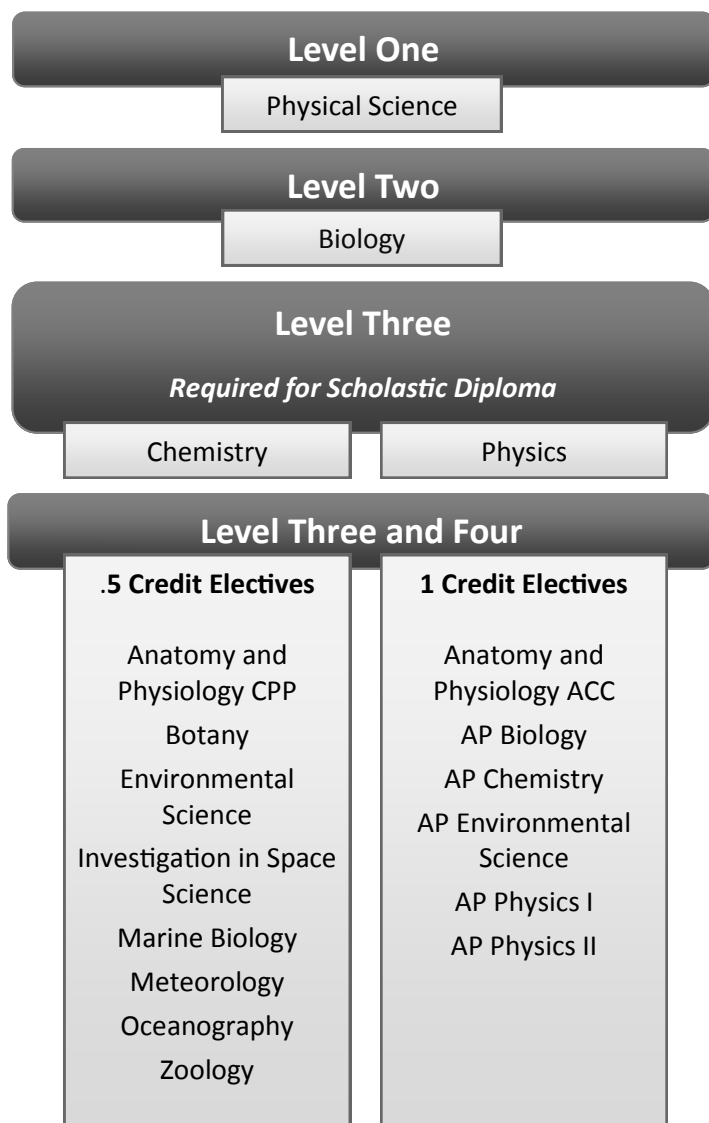 Level One
Physical Science
Level Two
Biology
Level Three
Required for Scholastic Diploma
Chemistry
Physics
Level Three and Four
.5 Credit Electives
Anatomy and
Physiology CPP
Botany
Environmental
Science
Investigation in Space
Science
Marine Biology
Meteorology
Oceanography
Zoology
1 Credit Electives
Anatomy and
Physiology ACC
AP Biology
AP Chemistry
AP Environmental
Science
AP Physics I
AP Physics II